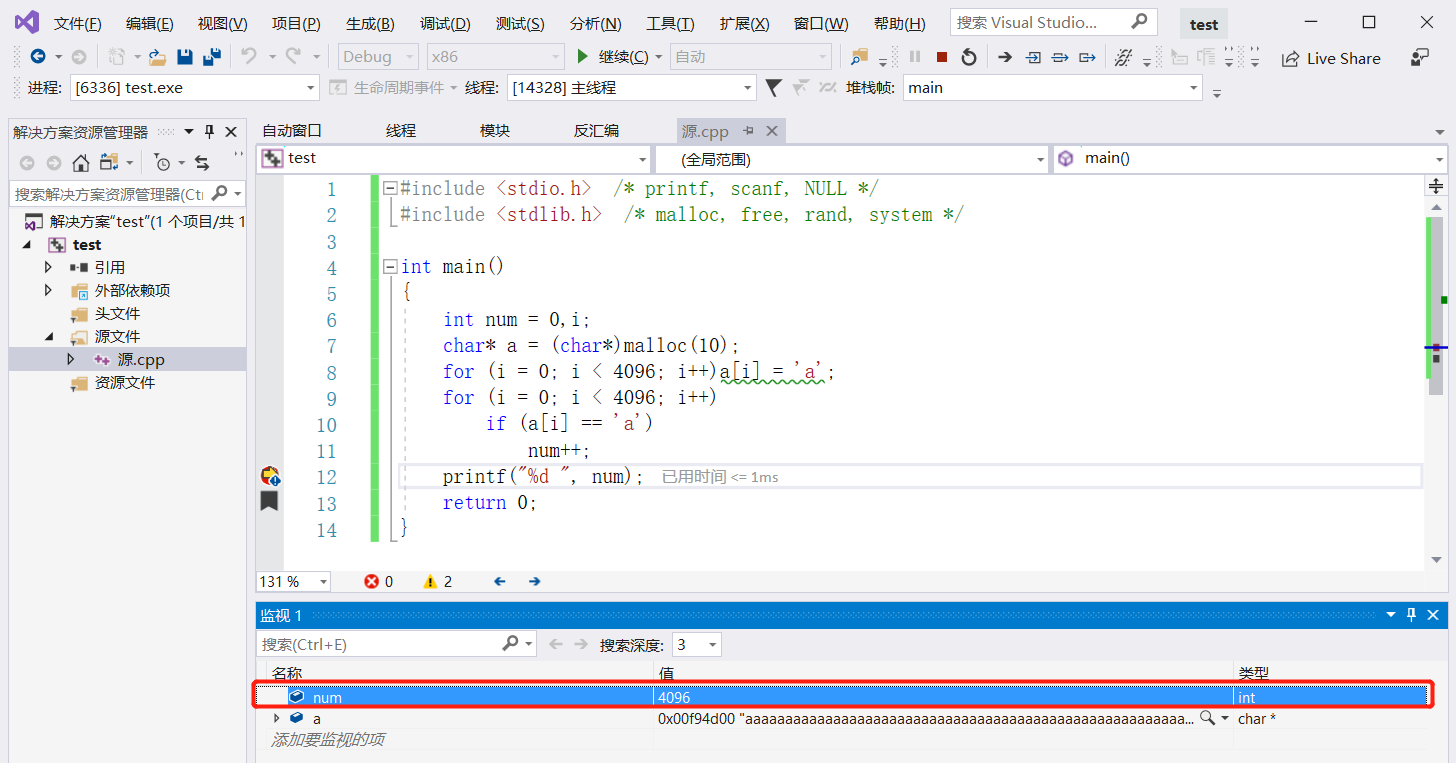 文件(F) 编辑(E) 视图(V) 项目(P) 生成(B) 调试(D) 测试(S) 分析(N) 工具(T) 扩展(X) 窗口(W) 帮助(H) 搜索 Visual Studio... test
Debug x86 继续(C) 自动 Live Share
进程: [6336] test.exe 生命周期事件 线程: [14328] 主线程 堆栈帧: main
解决方案资源管理器
搜索解决方案资源管理器(Ctr
解决方案"test"(1 个项目/共 1
test
引用
外部依赖项
头文件
源文件
源.cpp
资源文件
自动窗口 线程 模块 反汇编 源.cpp
test (全局范围) main()
1 #include <stdio.h> /* printf, scanf, NULL */
2 #include <stdlib.h> /* malloc, free, rand, system */
3
4 int main()
5 {
6 int num = 0,i;
7 char* a = (char*)malloc(10);
8 for (i = 0; i < 4096; i++)a[i] = 'a';
9 for (i = 0; i < 4096; i++)
10 if (a[i] == 'a')
11 num++;
12 printf("%d ", num); 已用时间 <= 1ms
13 return 0;
14 }
131 % 0 2
监视 1
搜索(Ctrl+E) 搜索深度: 3
名称 值 类型
num 4096 int
a 0x00f94d00 "aaaaaaaaaaaaaaaaaaaaaaaaaaaaaaaaaaaaaaaaaaaaaaaaaaaaaaaa... char *
添加要监视的项